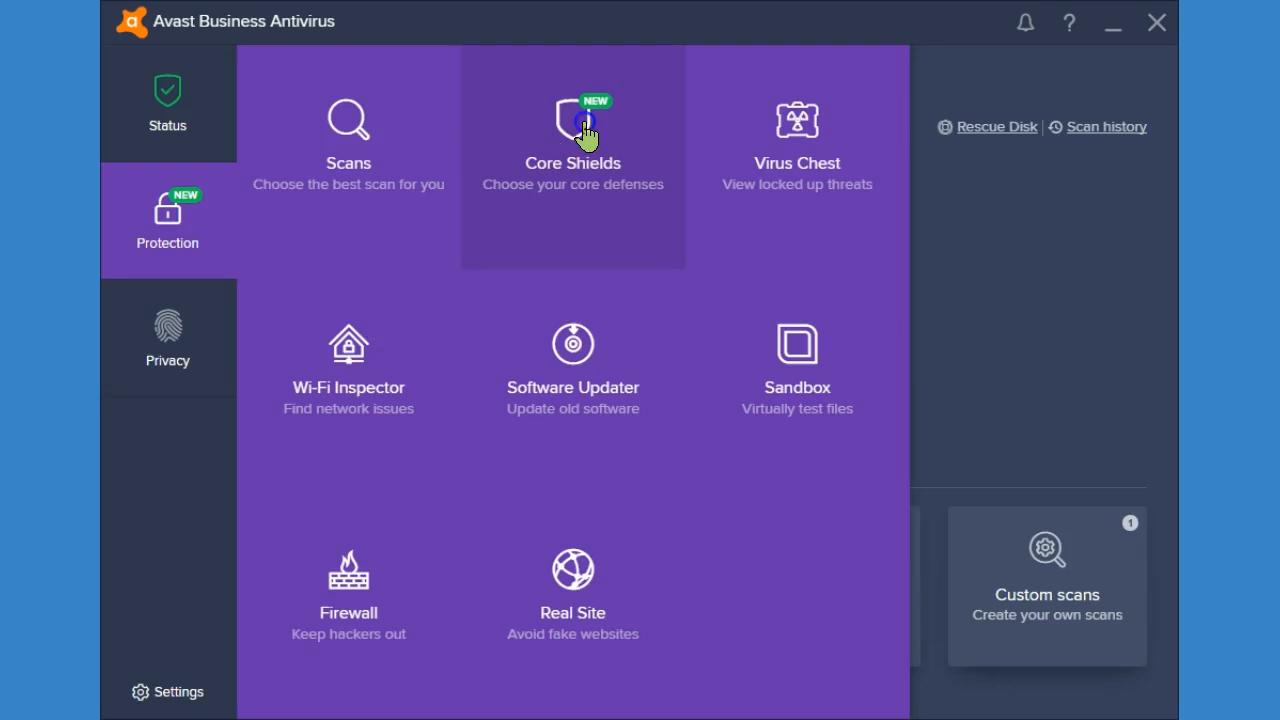 Avast Business Antivirus
Status
NEW
Protection
Privacy
Settings
Scans
Choose the best scan for you
NEW
Core Shields
Choose your core defenses
Virus Chest
View locked up threats
Wi-Fi Inspector
Find network issues
Software Updater
Update old software
Sandbox
Virtually test files
Firewall
Keep hackers out
Real Site
Avoid fake websites
Rescue Disk | Scan history
1
Custom scans
Create your own scans